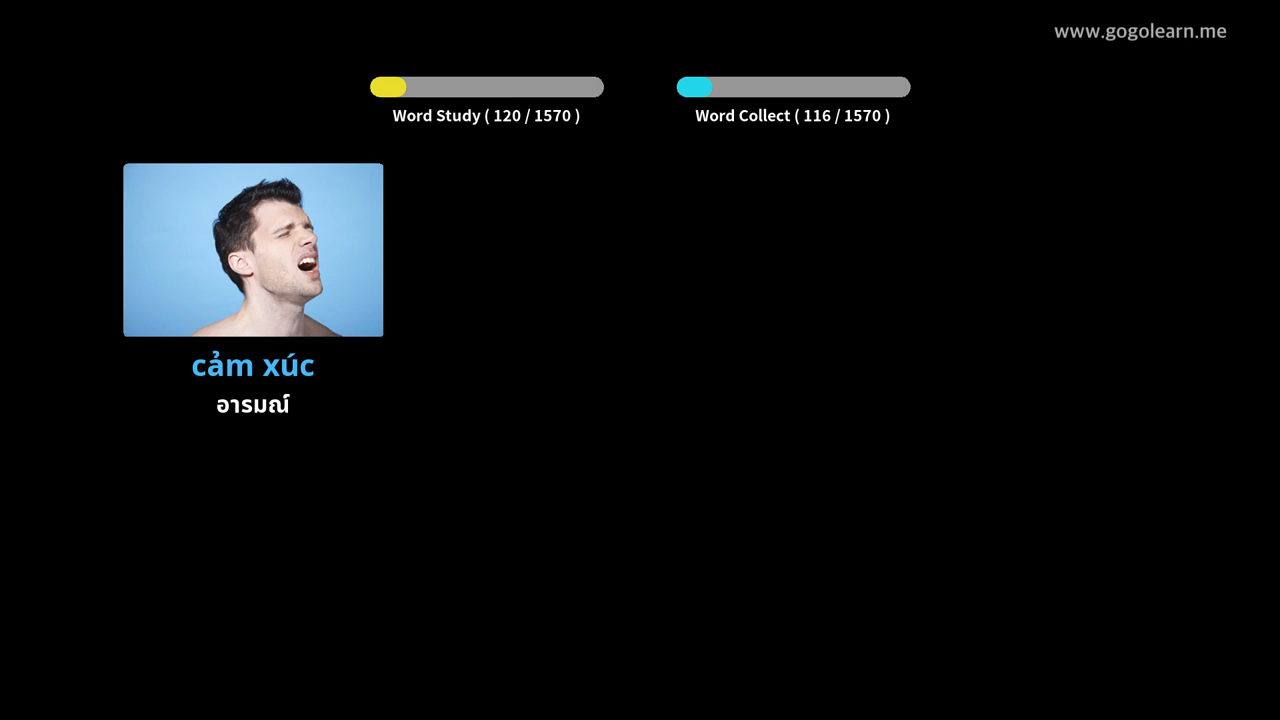 www.gogolearn.me
Word Study ( 120 / 1570 )
Word Collect ( 116 / 1570 )
cảm xúc
อารมณ์